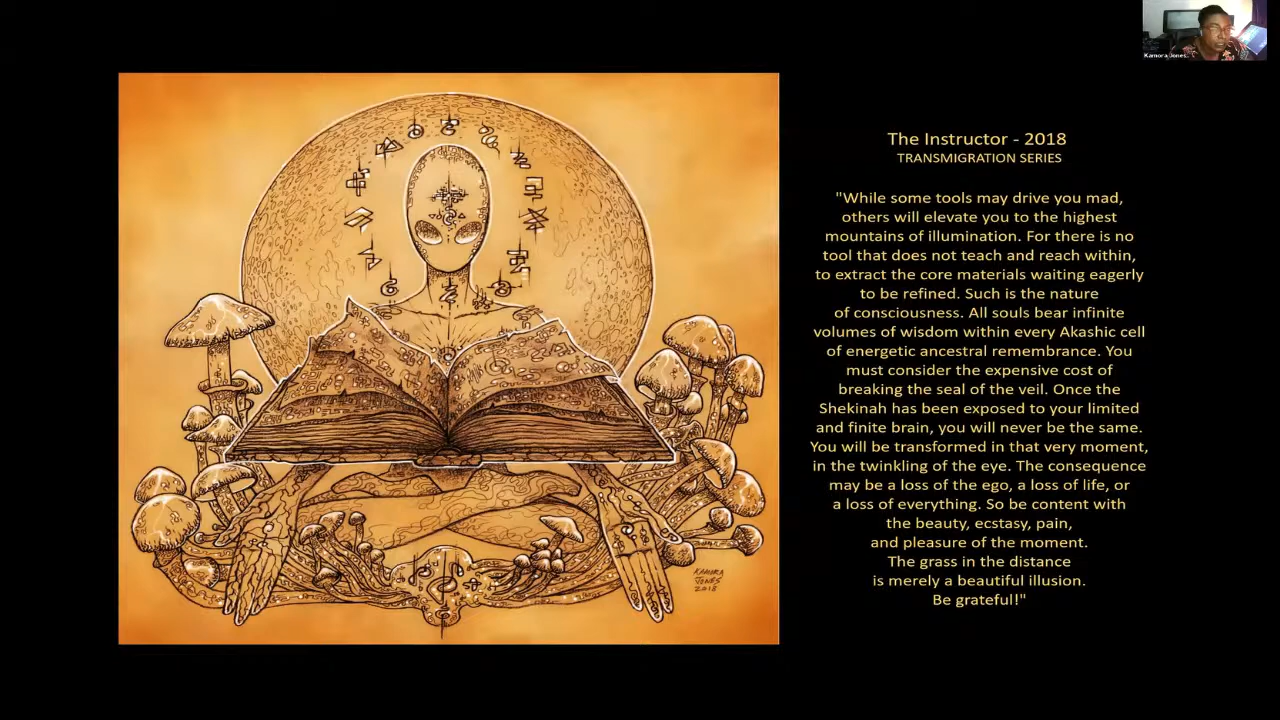 Kamora Jones
The Instructor - 2018
TRANSMIGRATION SERIES
"While some tools may drive you mad,
others will elevate you to the highest
mountains of illumination. For there is no
tool that does not teach and reach within,
to extract the core materials waiting eagerly
to be refined. Such is the nature
of consciousness. All souls bear infinite
volumes of wisdom within every Akashic cell
of energetic ancestral remembrance. You
must consider the expensive cost of
breaking the seal of the veil. Once the
Shekinah has been exposed to your limited
and finite brain, you will never be the same.
You will be transformed in that very moment,
in the twinkling of the eye. The consequence
may be a loss of the ego, a loss of life, or
a loss of everything. So be content with
the beauty, ecstasy, pain,
and pleasure of the moment.
The grass in the distance
is merely a beautiful illusion.
Be grateful!"
KAMORA
JONES
2018